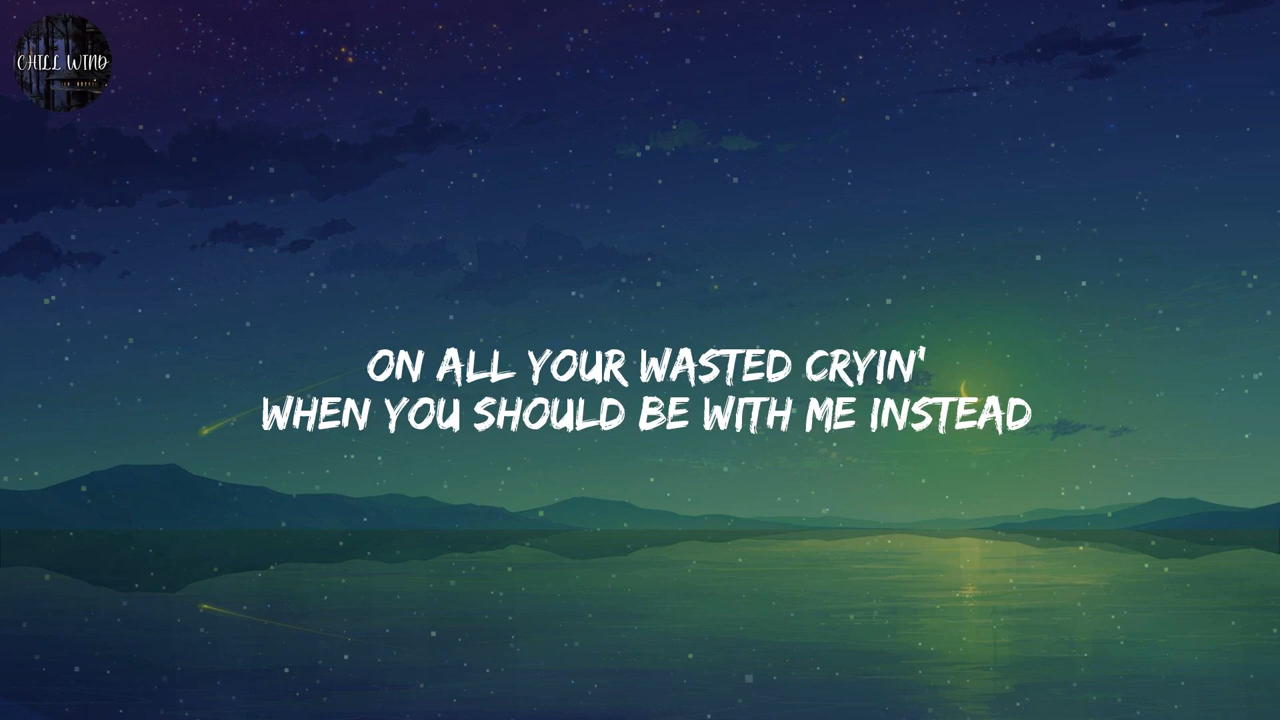 CHILL WIND
ON ALL YOUR WASTED CRYIN'
WHEN YOU SHOULD BE WITH ME INSTEAD